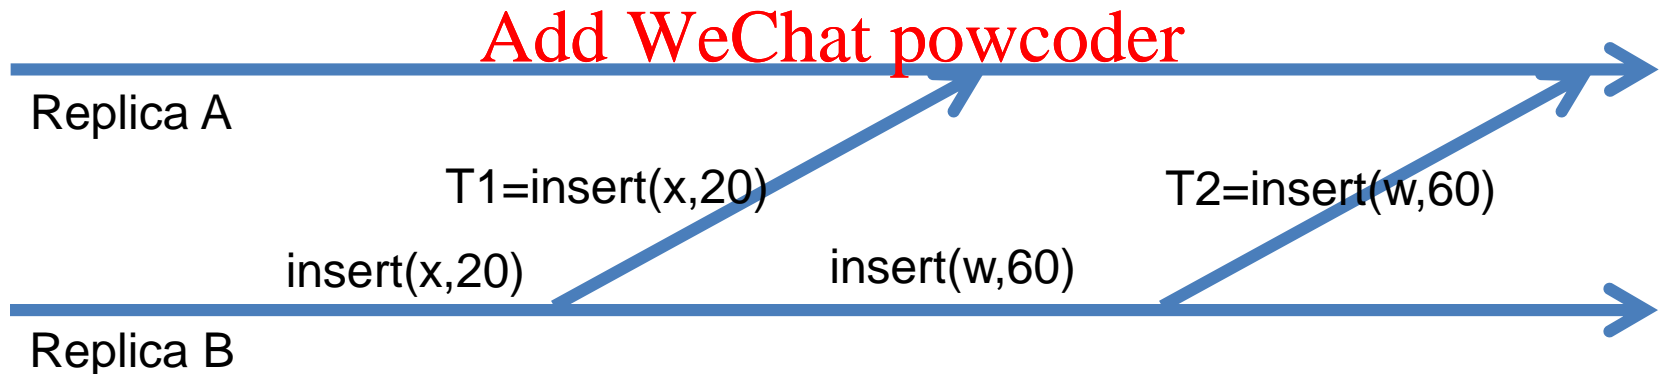 Add WeChat powcoder
Replica A
T1=insert(x,20)
T2=insert(w,60)
insert(x,20)
insert(w,60)
Replica B